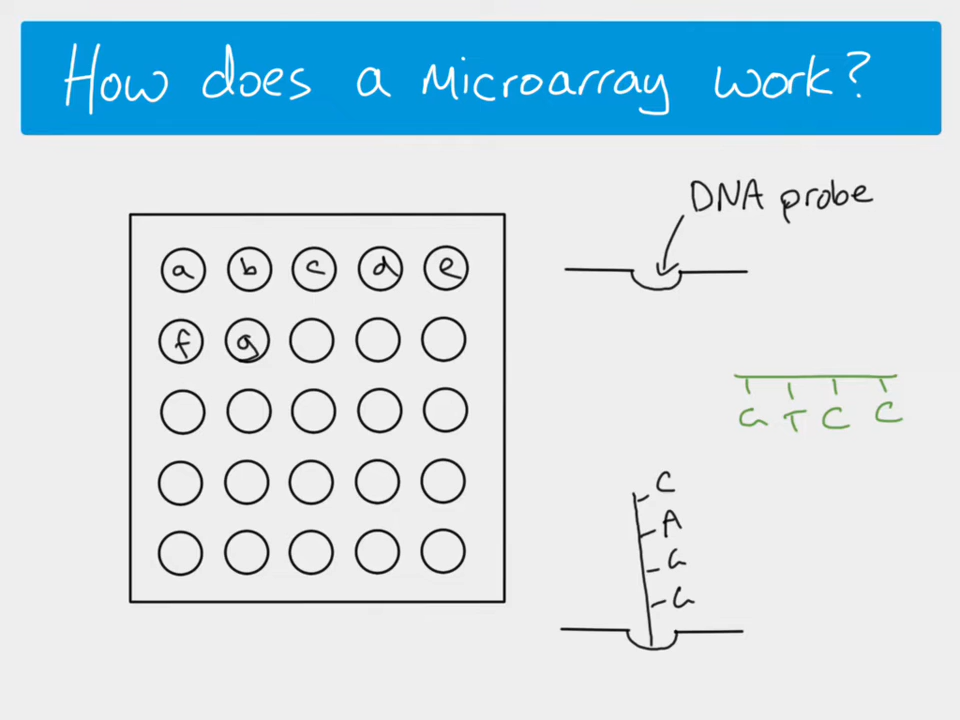 How does a Microarray work?
DNA probe
a b c d e
f g
G T C C
C
A
G
G